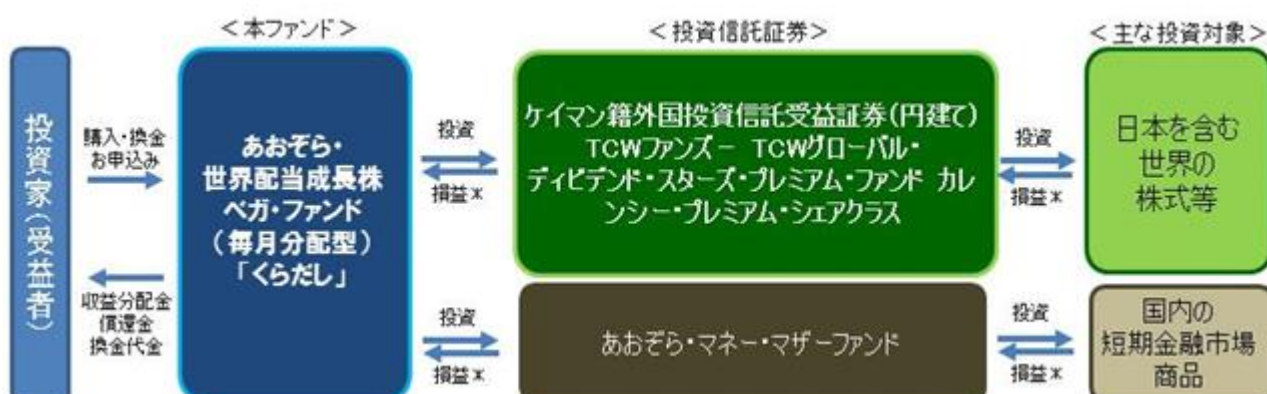 <本ファンド>
<投資信託証券>
<主な投資対象>
投資家(受益者)
購入・換金
お申込み
収益分配金
償還金
換金代金
あおぞら・
世界配当成長株
ベガ・ファンド
(毎月分配型)
「くらだし」
投資
損益*
投資
損益*
ケイマン籍外国投資信託受益証券(円建て)
TCWファンズー TCWグローバル・
ディビデンド・スターズ・プレミアム・ファンド カレ
ンシー・プレミアム・シェアクラス
あおぞら・マネー・マザーファンド
投資
損益*
投資
損益*
日本を含む
世界の
株式等
国内の
短期金融市場
商品